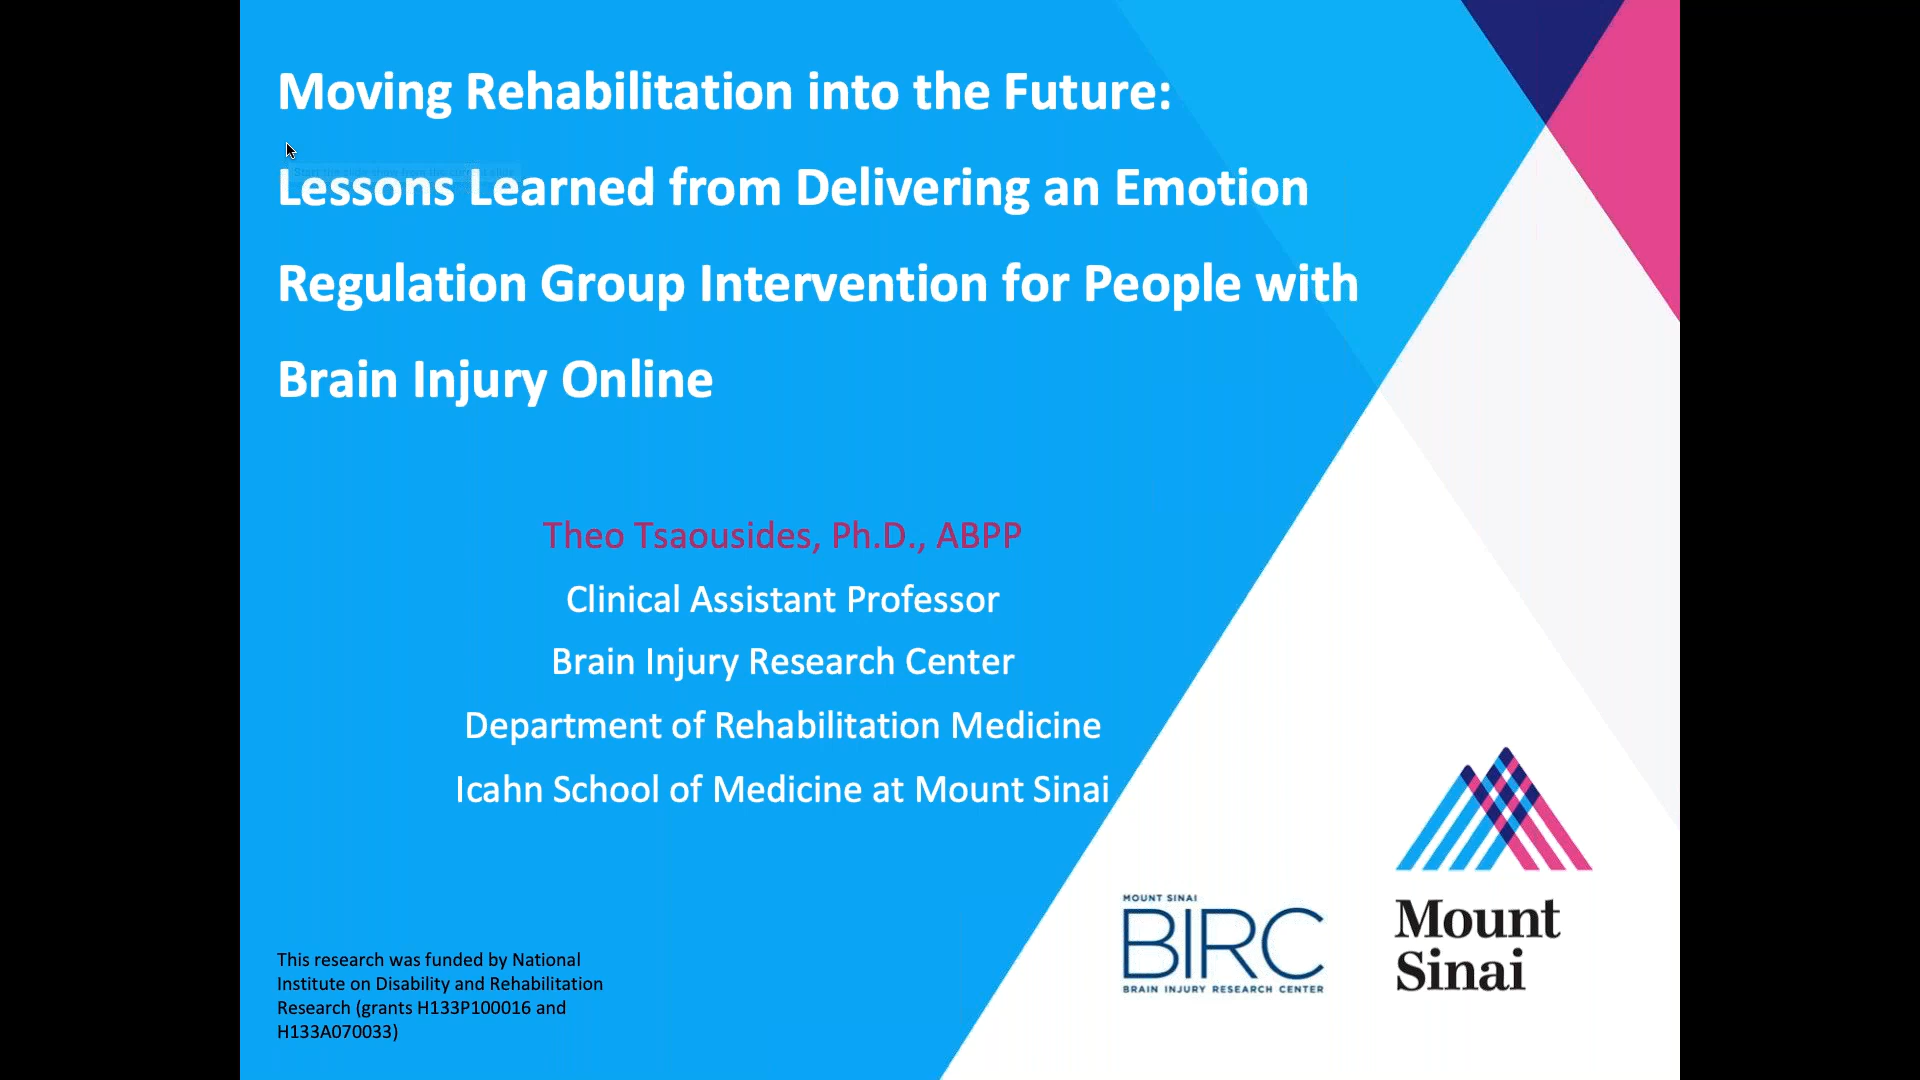 Moving Rehabilitation into the Future:
Lessons Learned from Delivering an Emotion
Regulation Group Intervention for People with
Brain Injury Online
Theo Tsaousides, Ph.D., ABPP
Clinical Assistant Professor
Brain Injury Research Center
Department of Rehabilitation Medicine
Icahn School of Medicine at Mount Sinai
This research was funded by National
Institute on Disability and Rehabilitation
Research (grants H133P100016 and
H133A070033)
MOUNT SINAI
BIRC
BRAIN INJURY RESEARCH CENTER
Mount
Sinai